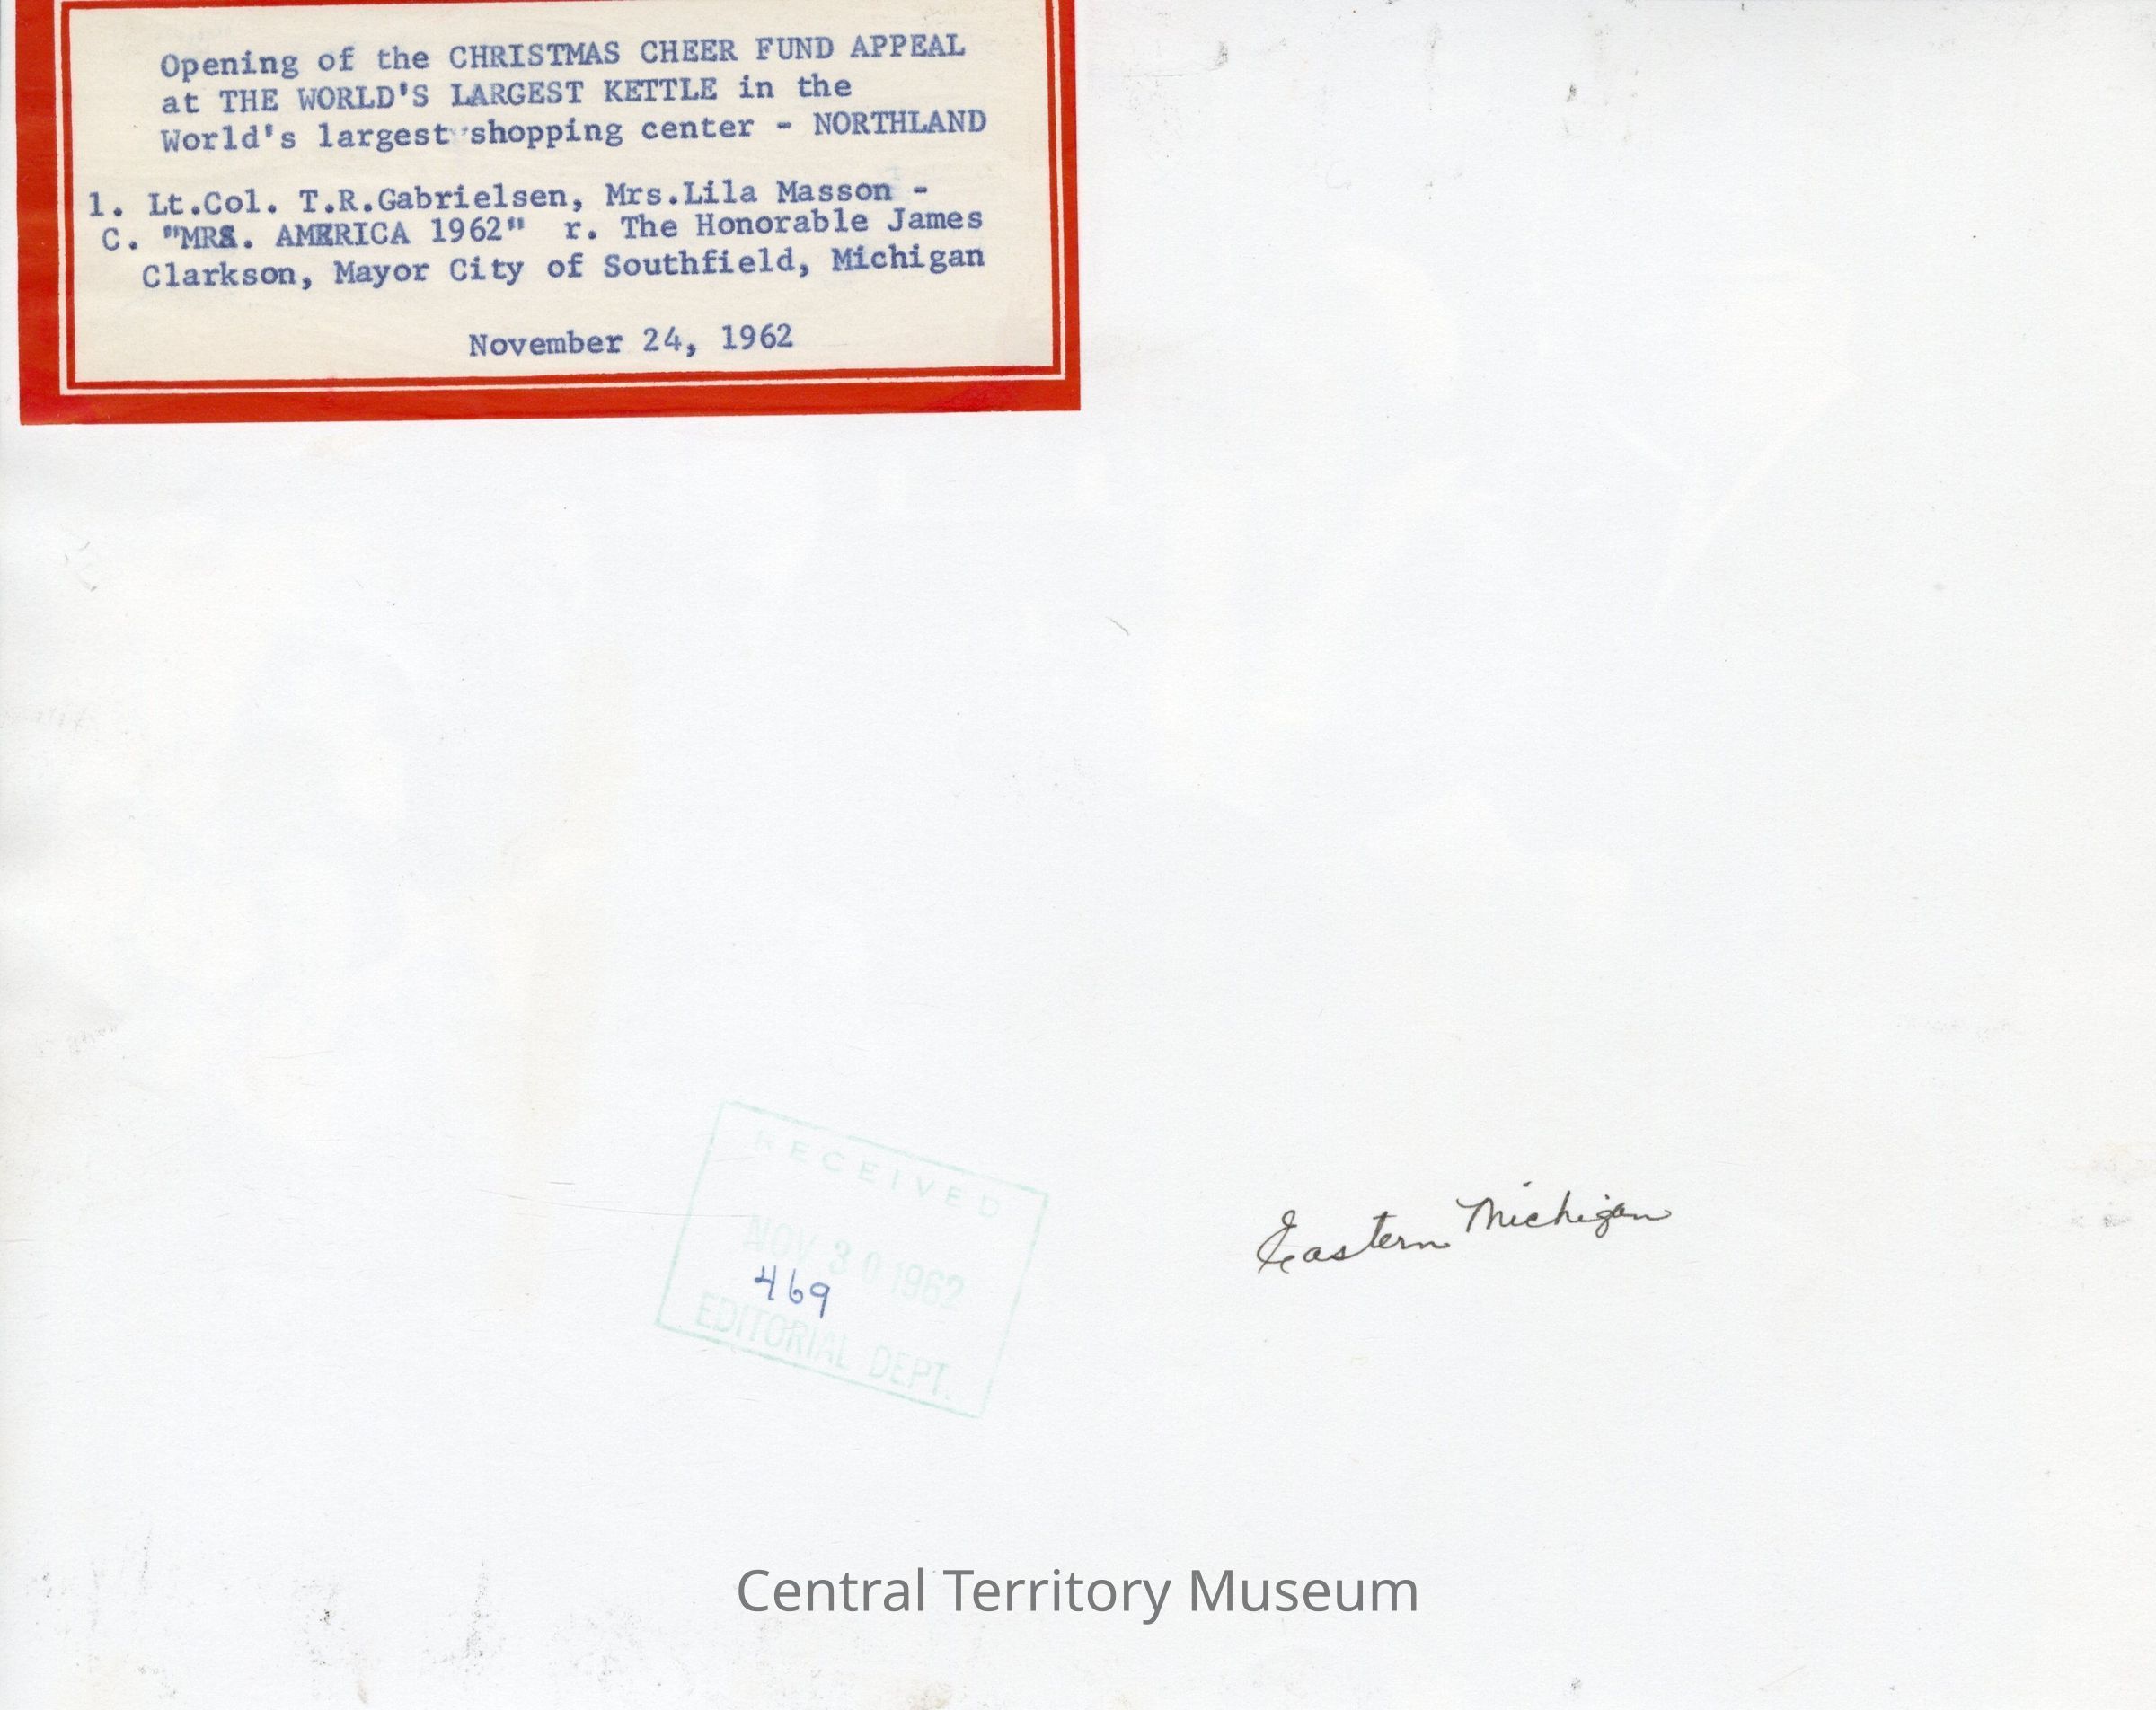 Opening of the CHRISTMAS CHEER FUND APPEAL
at THE WORLD'S LARGEST KETTLE in the
World's largest shopping center - NORTHLAND
l. Lt.Col. T.R.Gabrielsen, Mrs.Lila Masson -
C. "MRS. AMERICA 1962" r. The Honorable James
Clarkson, Mayor City of Southfield, Michigan
November 24, 1962
RECEIVED
NOV 30 1962
469
EDITORIAL DEPT.
Eastern Michigan
Central Territory Museum